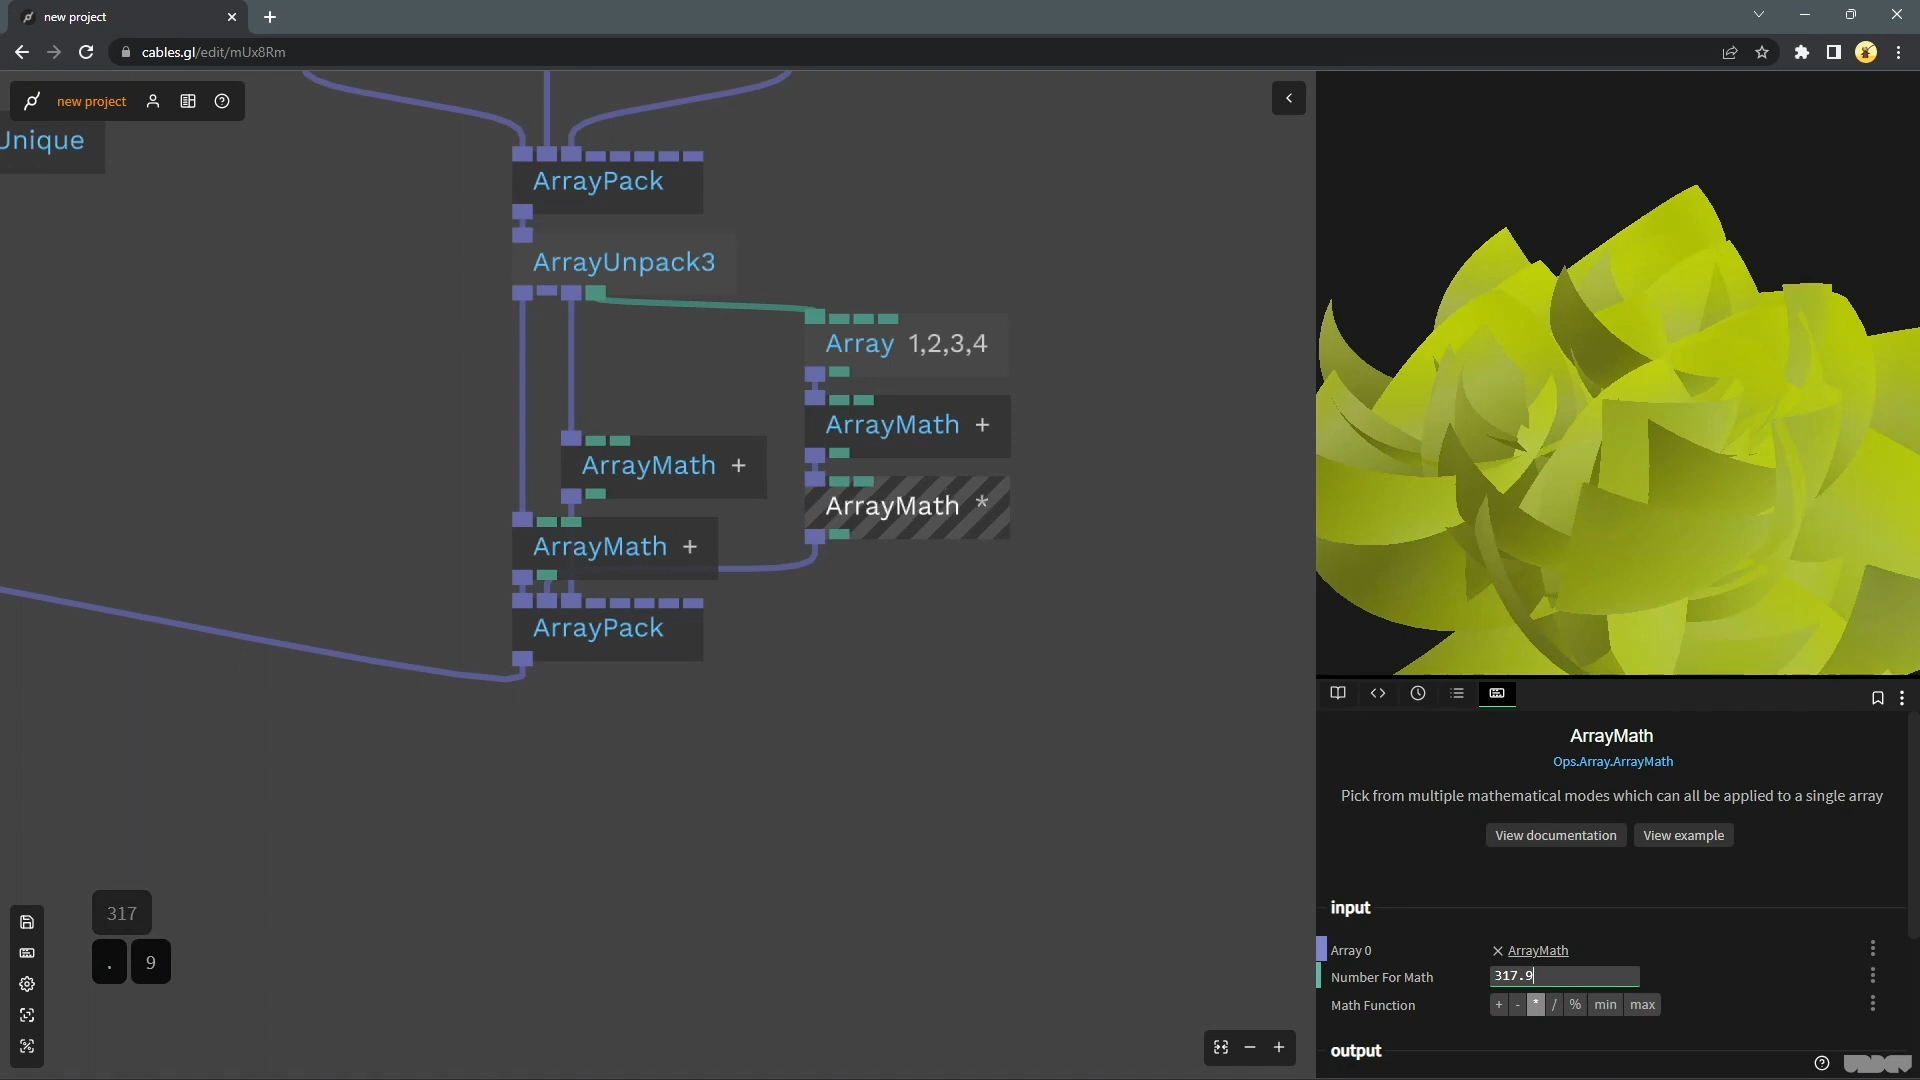 new project
cables.gl/edit/mUx8Rm
new project
Unique
ArrayPack
ArrayUnpack3
Array 1,2,3,4
ArrayMath +
ArrayMath +
ArrayMath *
ArrayMath +
ArrayPack
317
. 9
ArrayMath
Ops.Array.ArrayMath
Pick from multiple mathematical modes which can all be applied to a single array
View documentation View example
input
Array 0 ArrayMath
Number For Math 317.9
Math Function + - * / % min max
output